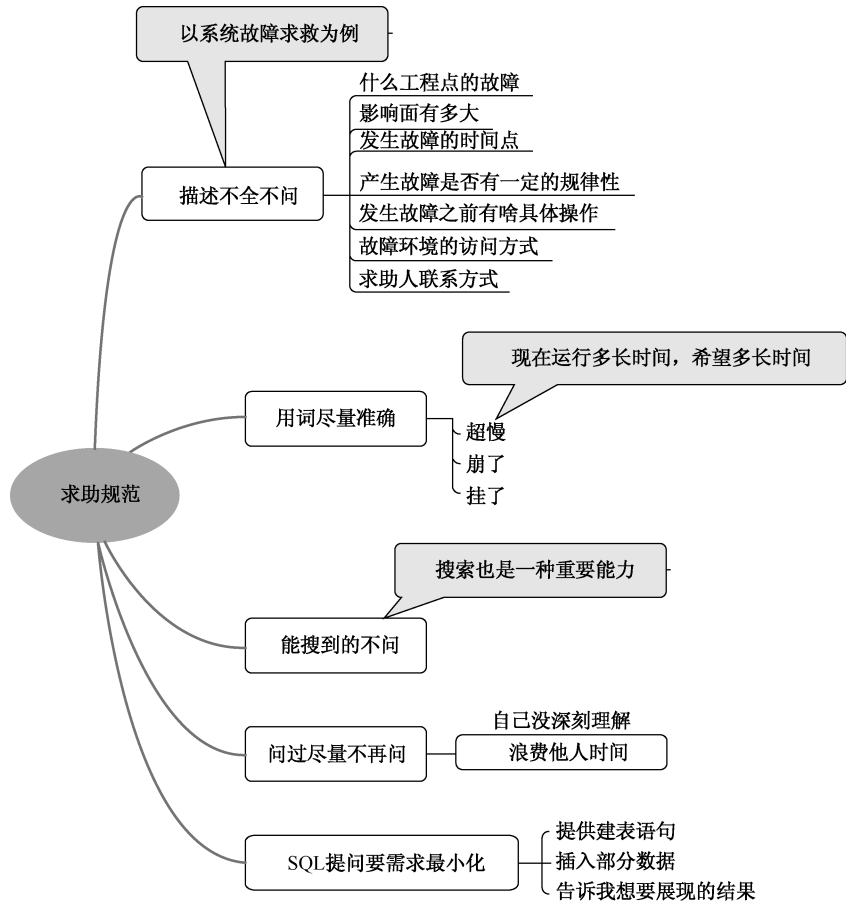 以系统故障求救为例
什么工程点的故障
影响面有多大
发生故障的时间点
产生故障是否有一定的规律性
描述不全不问
发生故障之前有啥具体操作
故障环境的访问方式
求助人联系方式
现在运行多长时间，希望多长时间
用词尽量准确
超慢
崩了
挂了
求助规范
搜索也是一种重要能力
能搜到的不问
自己没深刻理解
问过尽量不再问
浪费他人时间
提供建表语句
SQL提问要需求最小化
插入部分数据
告诉我想要展现的结果